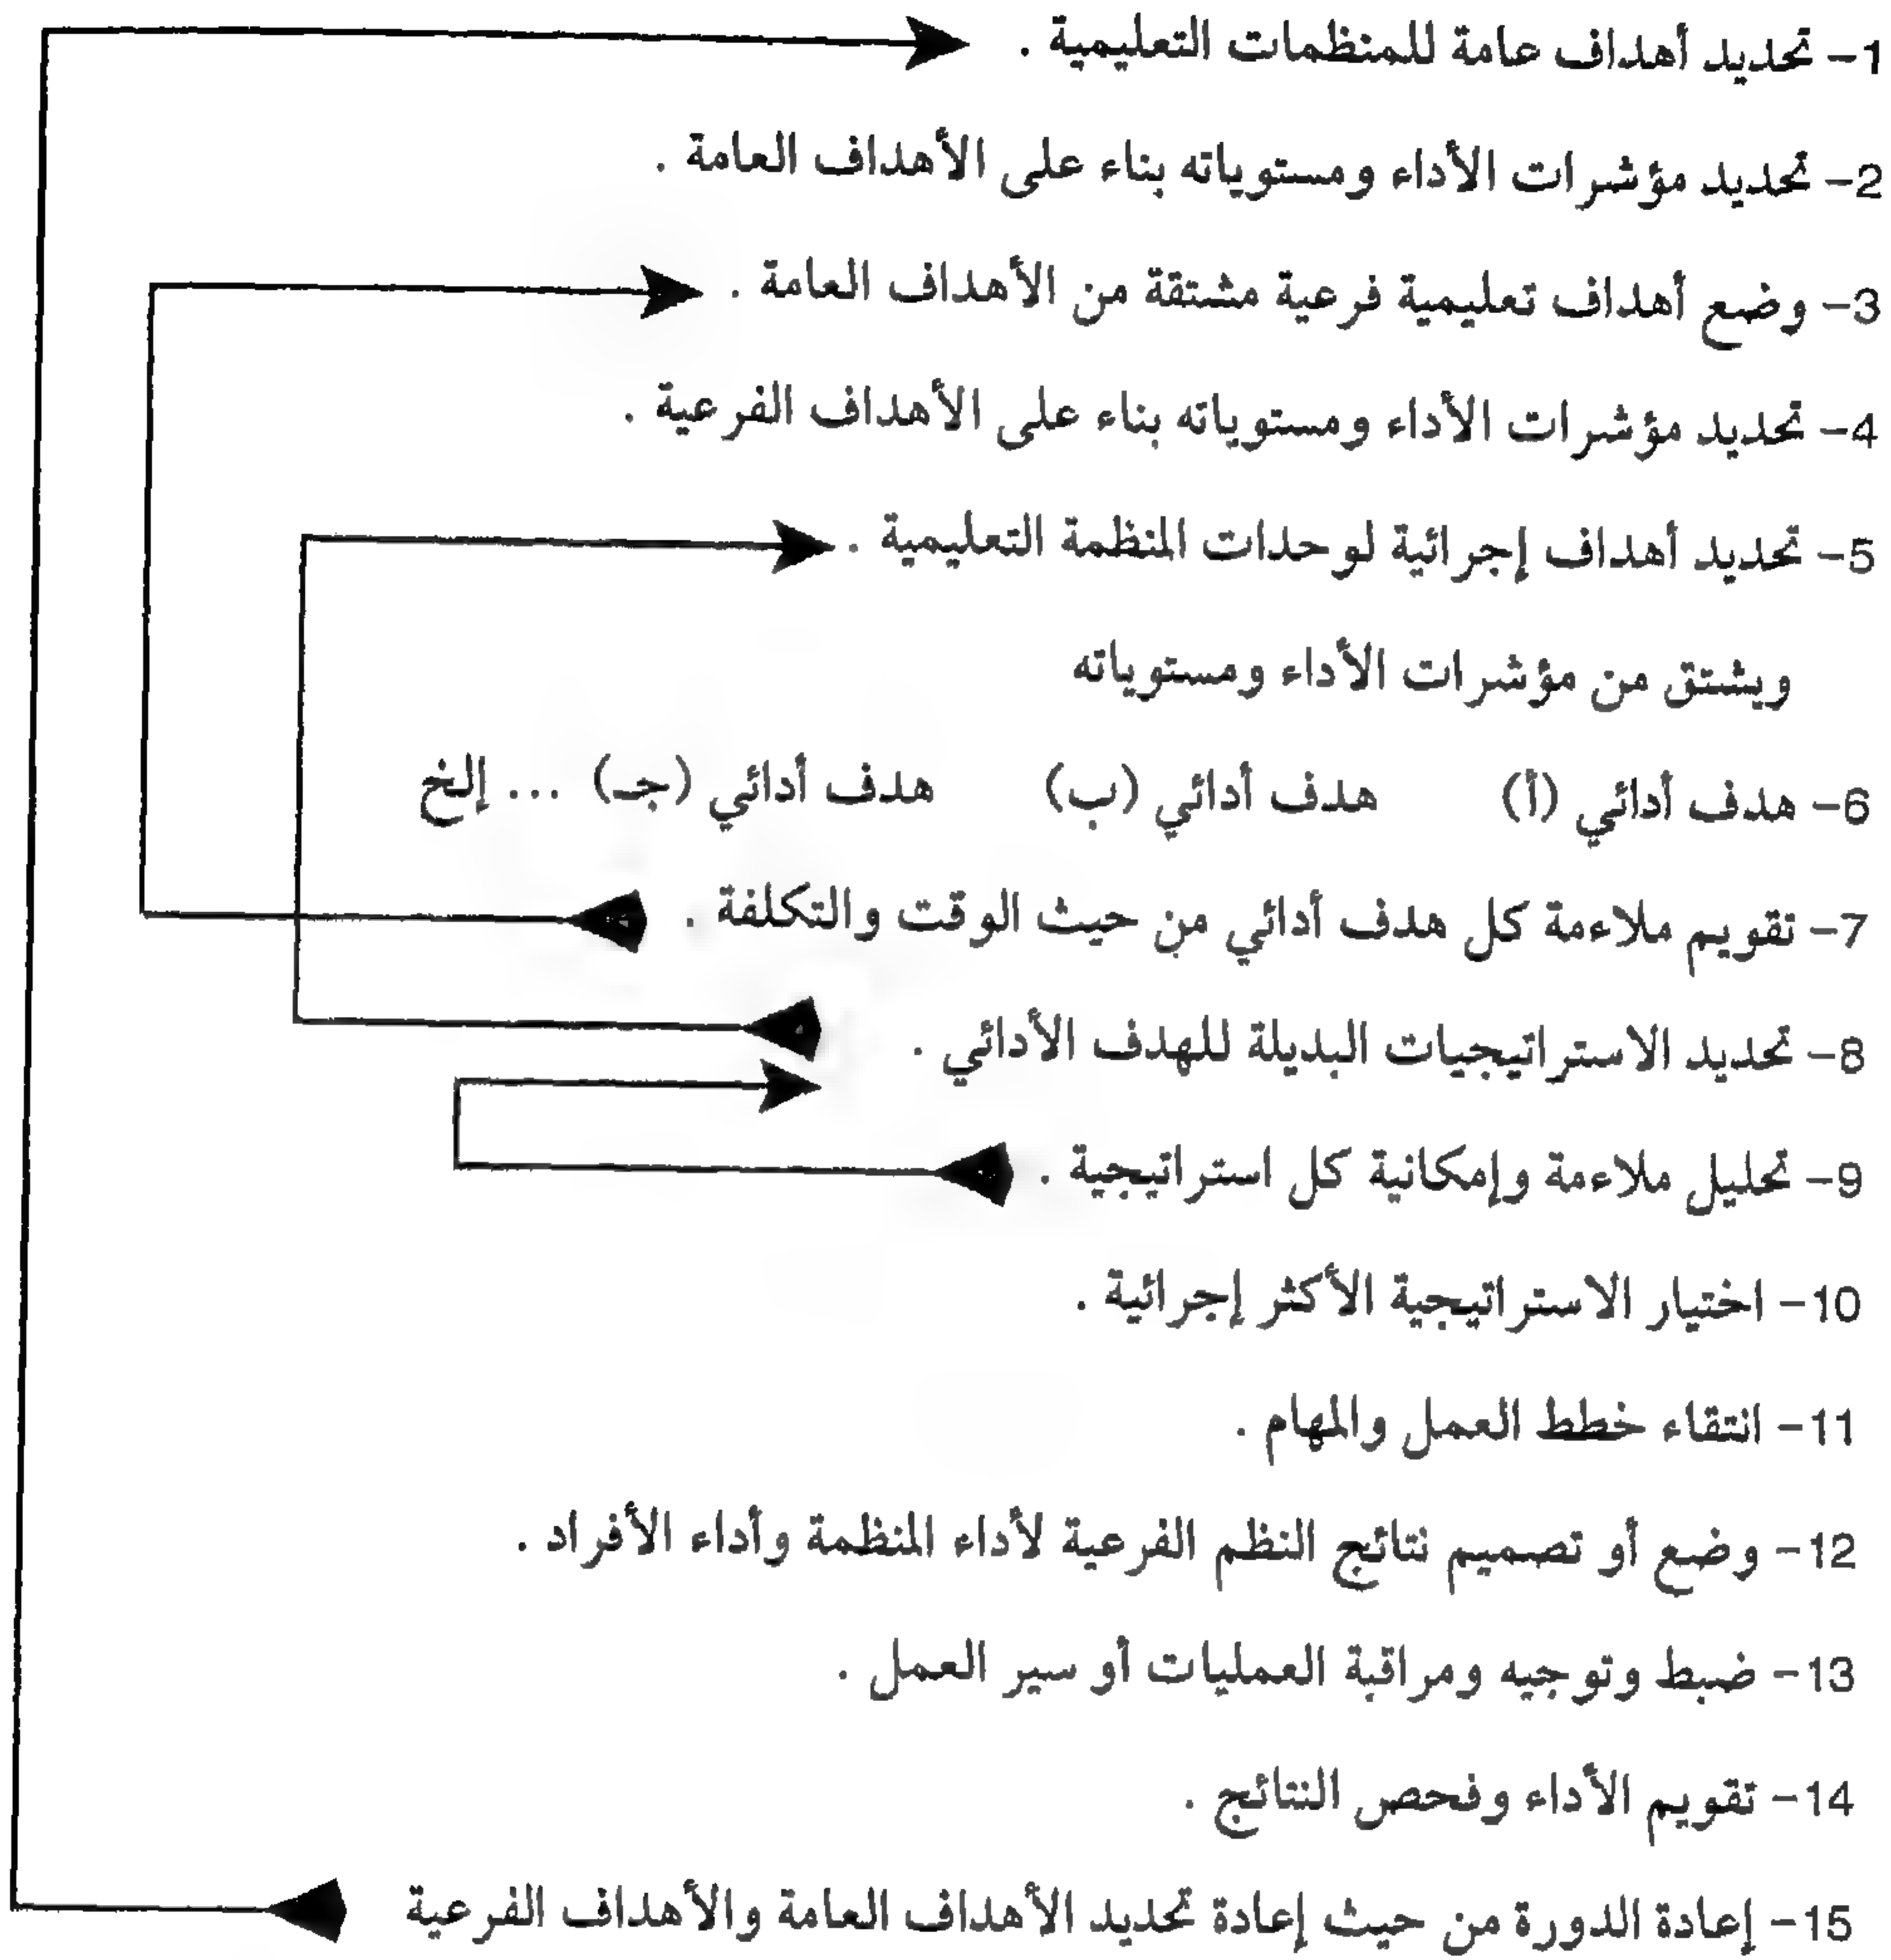 1- تحديد أهداف عامة للمنظمات التعليمية .
2- تحديد مؤشرات الأداء ومستوياته بناء على الأهداف العامة .
3- وضع أهداف تعليمية فرعية مشتقة من الأهداف العامة .
4- تحديد مؤشرات الأداء ومستوياته بناء على الأهداف الفرعية .
5- تحديد أهداف إجرائية لوحدات المنظمة التعليمية .
ويشتق من مؤشرات الأداء ومستوياته
6- هدف أدائي (أ) هدف أدائي (ب) هدف أدائي (جـ) ... إلخ
7- تقويم ملاءمة كل هدف أدائي من حيث الوقت والتكلفة .
8- تحديد الاستراتيجيات البديلة للهدف الأدائي .
9- تحليل ملاءمة وإمكانية كل استراتيجية .
10- اختيار الاستراتيجية الأكثر إجرائية .
11- انتقاء خطط العمل والمهام .
12- وضع أو تصميم نتائج النظم الفرعية لأداء المنظمة وأداء الأفراد .
13- ضبط وتوجيه ومراقبة العمليات أو سير العمل .
14- تقويم الأداء وفحص النتائج .
15- إعادة الدورة من حيث إعادة تحديد الأهداف العامة والأهداف الفرعية